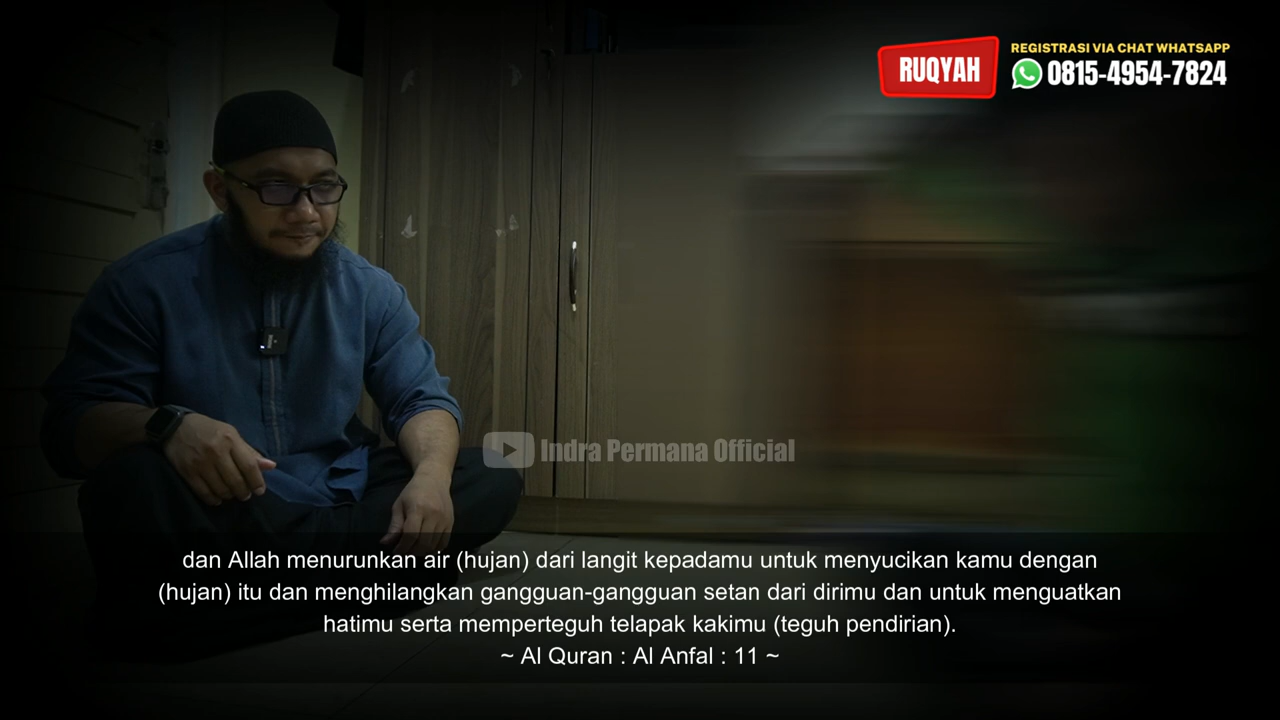 RUQYAH
REGISTRASI VIA CHAT WHATSAPP
0815-4954-7824
Indra Permana Official
dan Allah menurunkan air (hujan) dari langit kepadamu untuk menyucikan kamu dengan
(hujan) itu dan menghilangkan gangguan-gangguan setan dari dirimu dan untuk menguatkan
hatimu serta memperteguh telapak kakimu (teguh pendirian).
~ Al Quran : Al Anfal : 11 ~